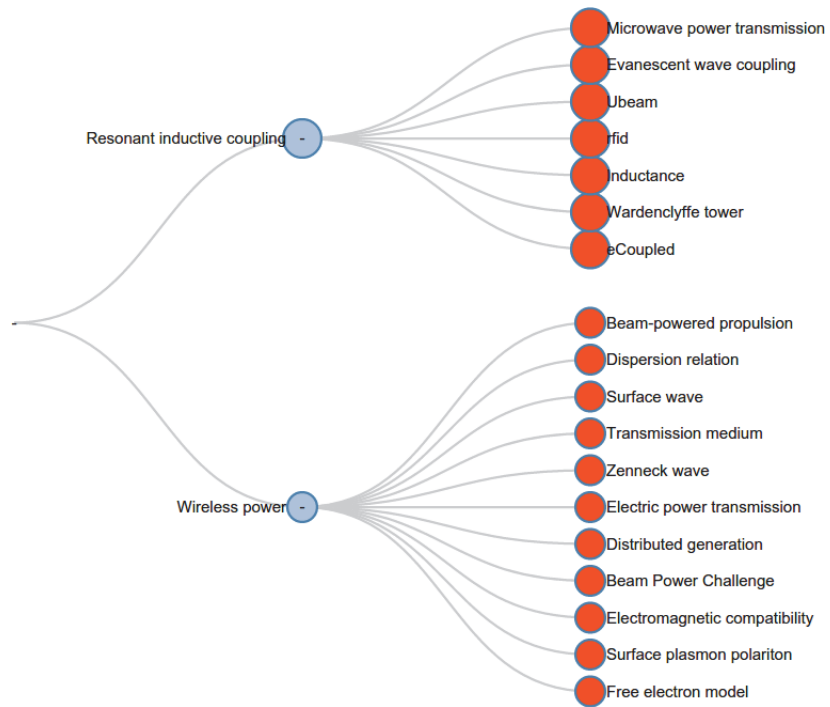 Microwave power transmission
Evanescent wave coupling
Ubeam
Resonant inductive coupling
-
rfid
Inductance
Wardenclyffe tower
eCoupled
-
Beam-powered propulsion
Dispersion relation
Surface wave
Transmission medium
Zenneck wave
Wireless power
-
Electric power transmission
Distributed generation
Beam Power Challenge
Electromagnetic compatibility
Surface plasmon polariton
Free electron model